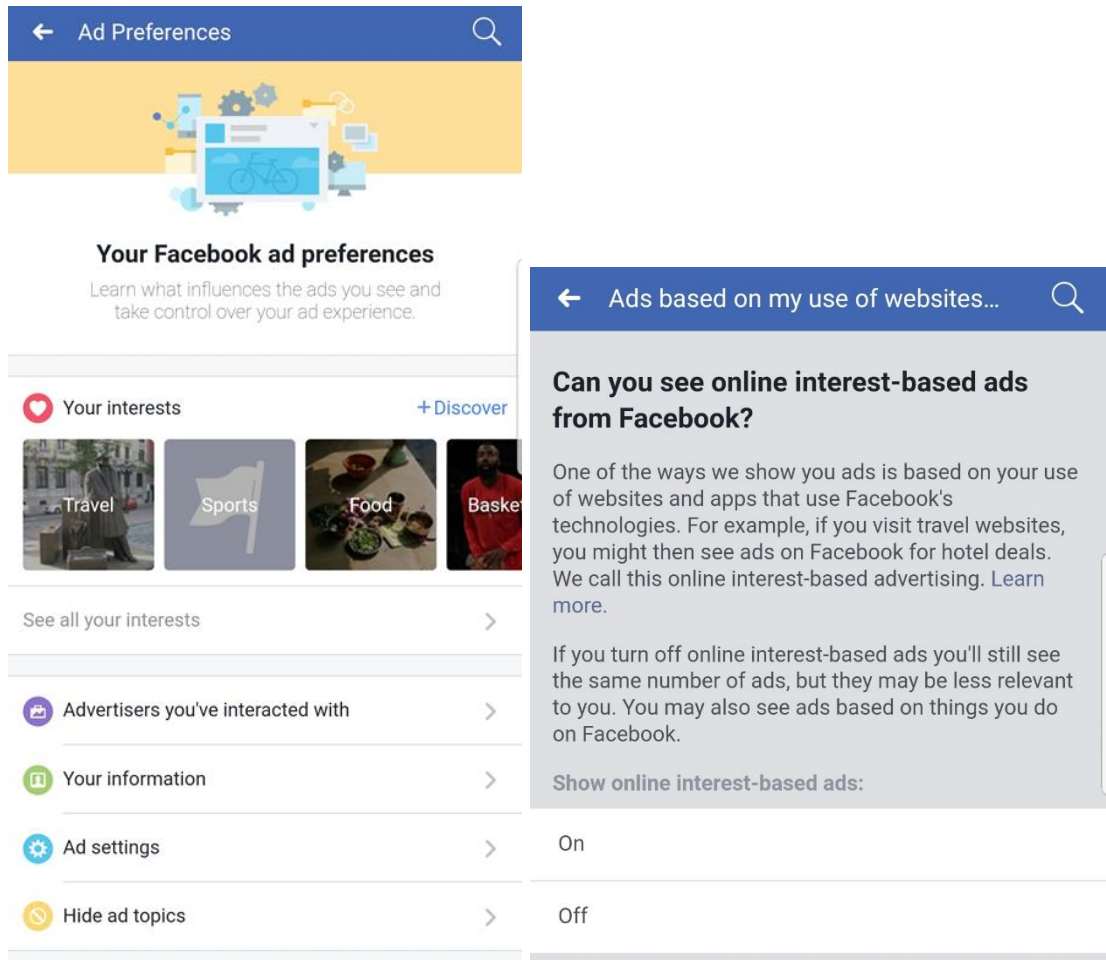 Ad Preferences
Your Facebook ad preferences
Learn what influences the ads you see and
take control over your ad experience.
Your interests
+Discover
Travel
Sports
Food
Basket
See all your interests
Advertisers you've interacted with
Your information
Ad settings
Hide ad topics
Ads based on my use of websites...
Can you see online interest-based ads
from Facebook?
One of the ways we show you ads is based on your use
of websites and apps that use Facebook's
technologies. For example, if you visit travel websites,
you might then see ads on Facebook for hotel deals.
We call this online interest-based advertising. Learn
more.
If you turn off online interest-based ads you'll still see
the same number of ads, but they may be less relevant
to you. You may also see ads based on things you do
on Facebook.
Show online interest-based ads:
On
Off